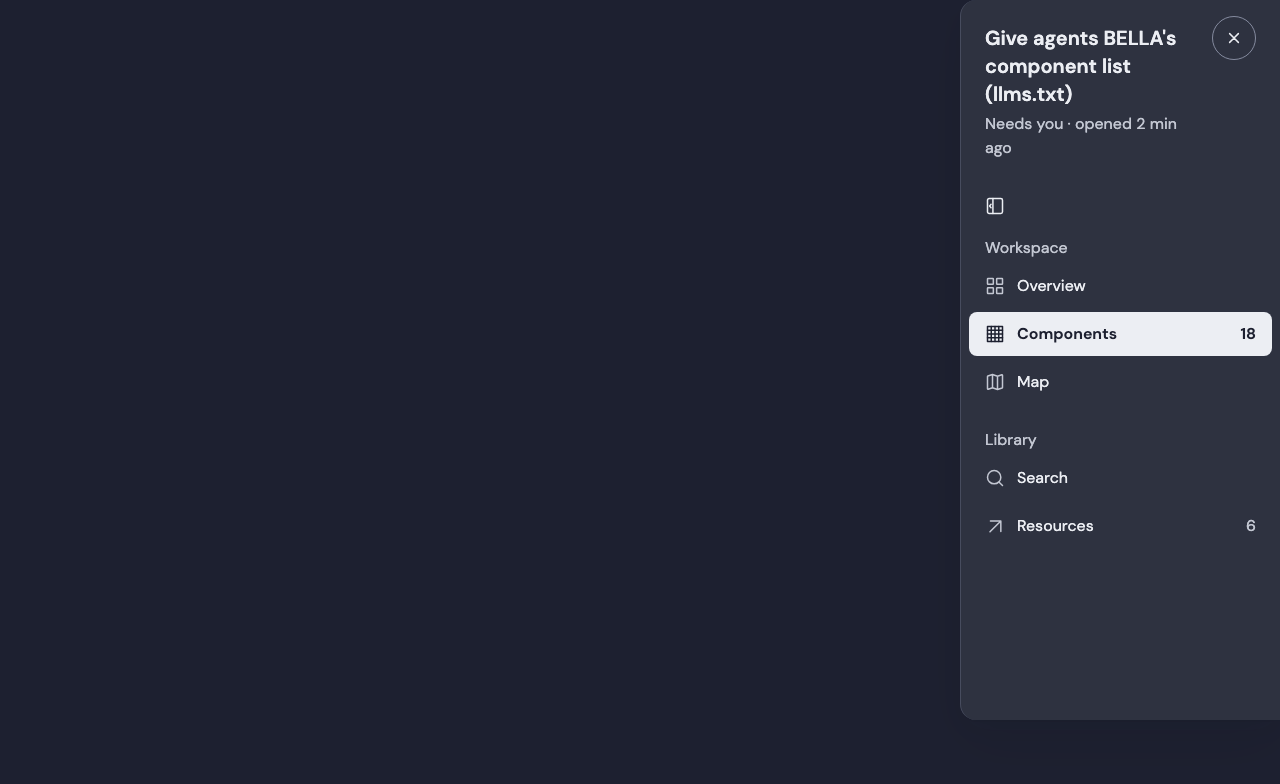 Give agents BELLA's
component list
(llms.txt)
Needs you · opened 2 min
ago
Workspace
Overview
Components 18
Map
Library
Search
Resources 6